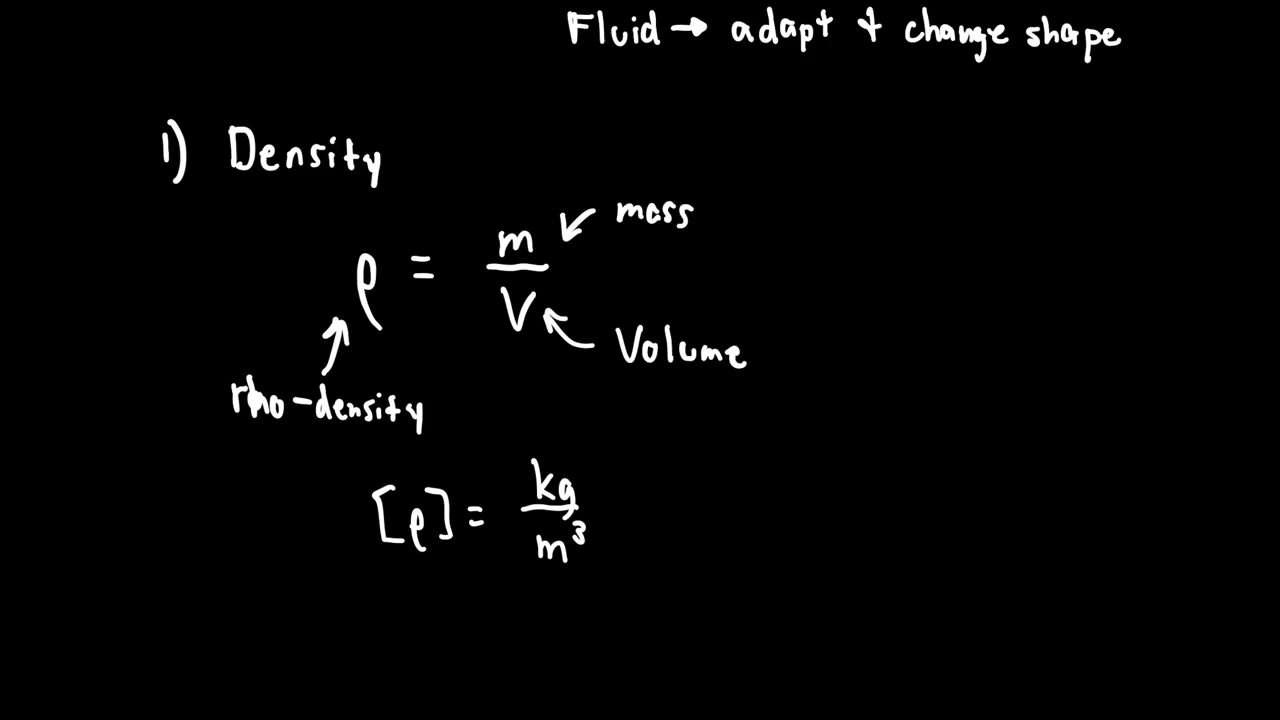 Fluid → adapt + change shape
1) Density
ρ = m/V
mass
Volume
rho-density
[ρ] = kg/m³